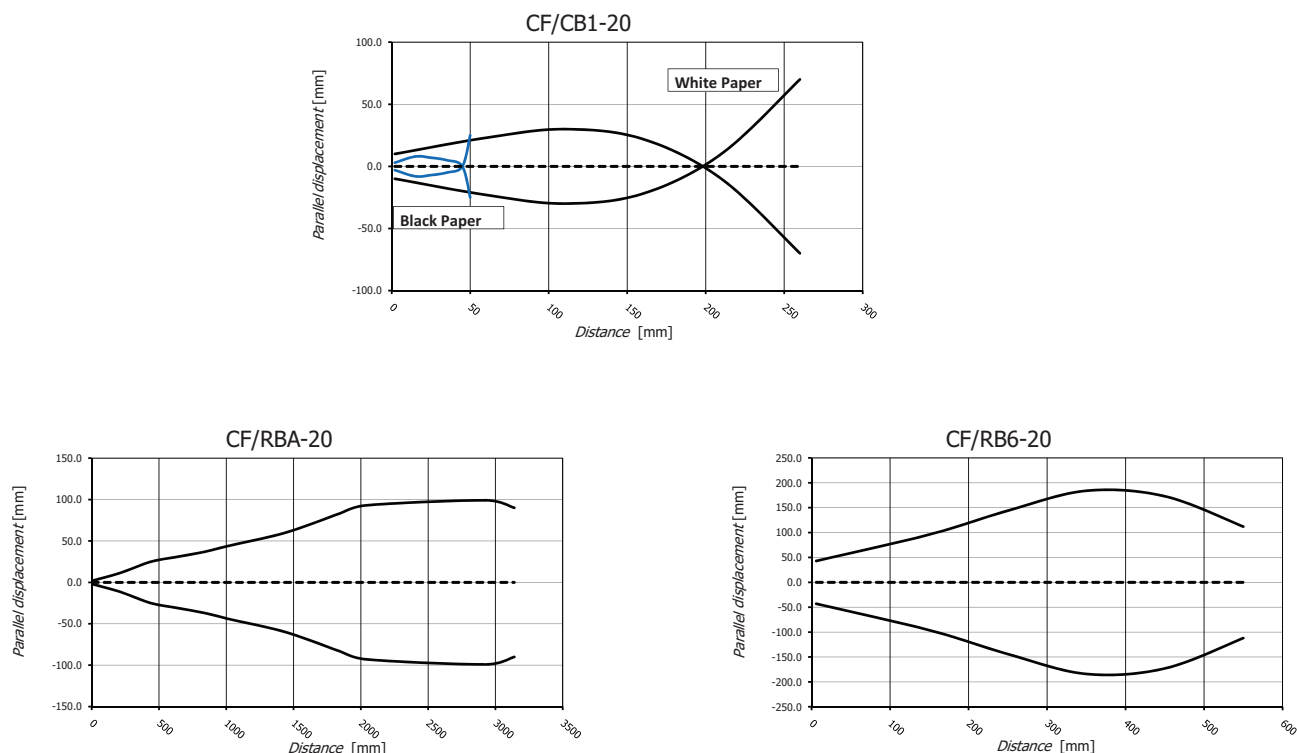 CF/CB1-20
Parallel displacement [mm]
100.0
50.0
0.0
-50.0
-100.0
White Paper
Black Paper
0 50 100 150 200 250 300
Distance [mm]
CF/RBA-20
Parallel displacement [mm]
150.0
100.0
50.0
0.0
-50.0
-100.0
-150.0
0 500 1000 1500 2000 2500 3000 3500
Distance [mm]
CF/RB6-20
Parallel displacement [mm]
250.0
200.0
150.0
100.0
50.0
0.0
-50.0
-100.0
-150.0
-200.0
-250.0
0 100 200 300 400 500 600
Distance [mm]